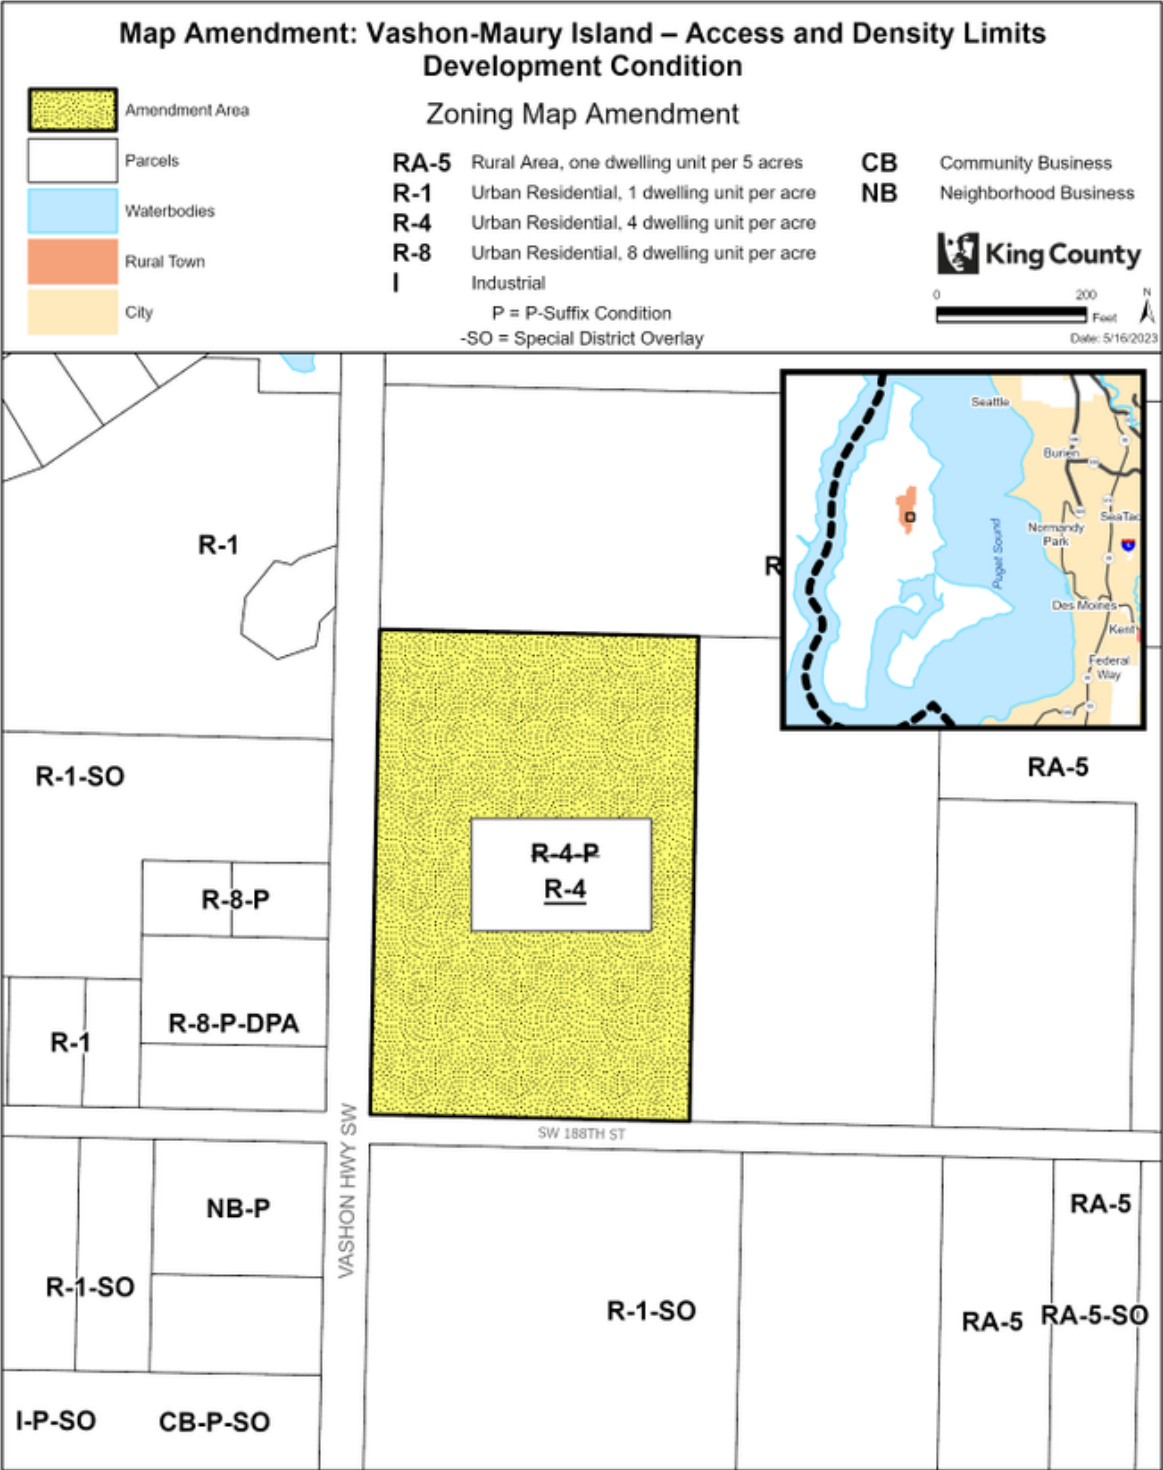 Map Amendment: Vashon-Maury Island – Access and Density Limits
Development Condition
Zoning Map Amendment
Amendment Area
Parcels
Waterbodies
Rural Town
City
RA-5 Rural Area, one dwelling unit per 5 acres
R-1 Urban Residential, 1 dwelling unit per acre
R-4 Urban Residential, 4 dwelling unit per acre
R-8 Urban Residential, 8 dwelling unit per acre
I Industrial
P = P-Suffix Condition
-SO = Special District Overlay
CB Community Business
NB Neighborhood Business
King County
0 200
Feet
N
Date: 5/16/2023
Seattle
Burien
SeaTac
Normandy
Park
Puget Sound
Des Moines
Kent
Federal
Way
R-1
R
R-1-SO
RA-5
R-4-P
R-4
R-8-P
R-8-P-DPA
R-1
SW 188TH ST
VASHON HWY SW
NB-P
RA-5
R-1-SO
R-1-SO
RA-5
RA-5-SO
I-P-SO
CB-P-SO